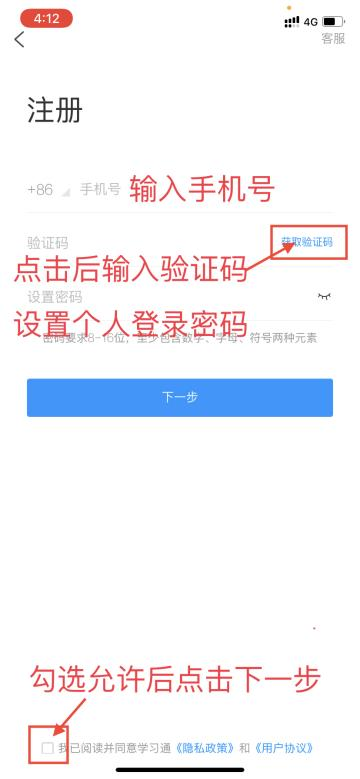 4:12
4G
客服
注册
+86 手机号 输入手机号
验证码 获取验证码
点击后输入验证码
设置密码
设置个人登录密码
密码要求8-16位，至少包含数字、字母、符号两种元素
下一步
勾选允许后点击下一步
我已阅读并同意学习通《隐私政策》和《用户协议》